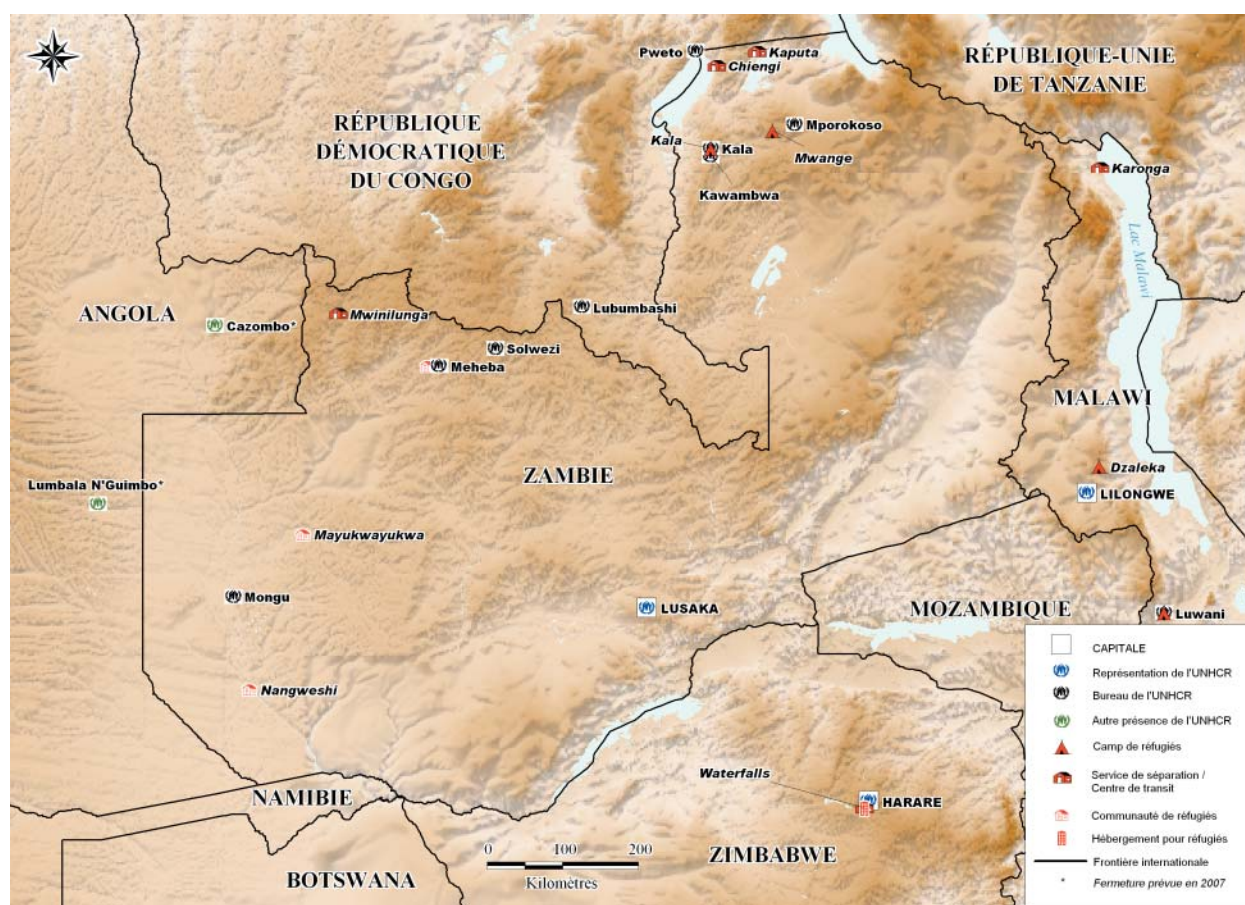 Pweto
Kaputa
Chiengi
RÉPUBLIQUE-UNIE
DE TANZANIE
RÉPUBLIQUE
DÉMOCRATIQUE
DU CONGO
Mporokoso
Kala
Kala
Mwange
Kawambwa
Karonga
Lac Malawi
ANGOLA
Cazombo*
Mwinilunga
Lubumbashi
Solwezi
Meheba
MALAWI
ZAMBIE
Dzaleka
Lumbala N'Guimbo*
LILONGWE
Mayukwayukwa
Mongu
LUSAKA
MOZAMBIQUE
Luwani
Nangweshi
Waterfalls
HARARE
NAMIBIE
ZIMBABWE
BOTSWANA
0 100 200
Kilomètres
CAPITALE
Représentation de l'UNHCR
Bureau de l'UNHCR
Autre présence de l'UNHCR
Camp de réfugiés
Service de séparation /
Centre de transit
Communauté de réfugiés
Hébergement pour réfugiés
Frontière internationale
* Fermeture prévue en 2007